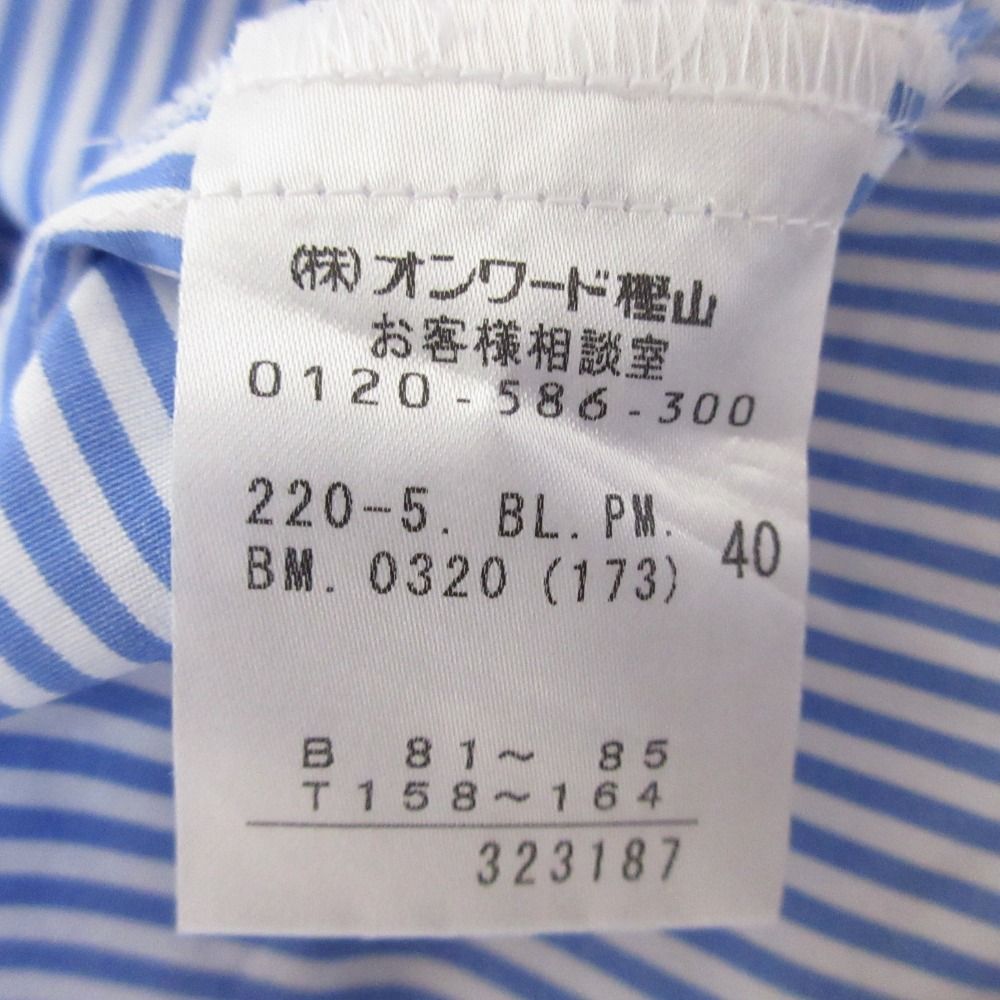 (株)オンワード樫山
お客様相談室
0120-586-300
220-5. BL.PM.
BM. 0320 (173) 40
B 81~ 85
T158~164
323187